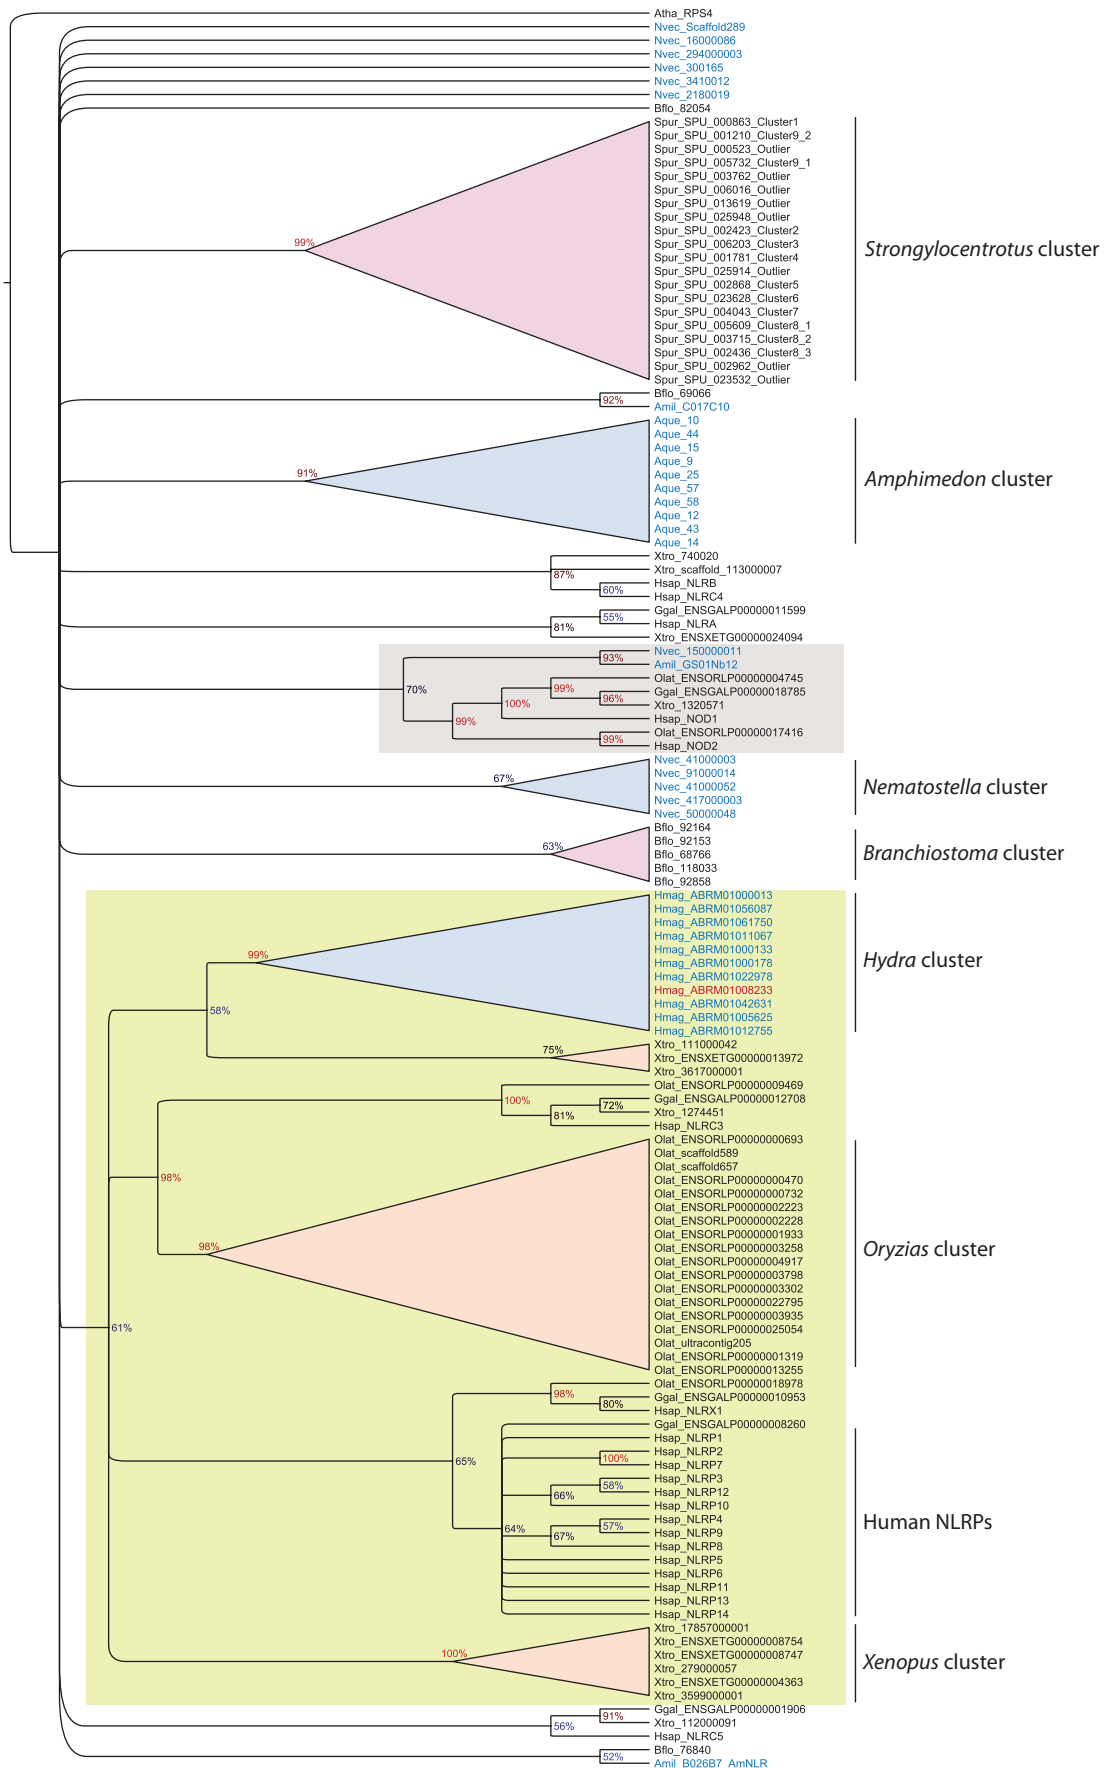 Atha_RPS4
Nvec_Scaffold289
Nvec_16000086
Nvec_294000003
Nvec_300165
Nvec_3410012
Nvec_2180019
Bflo_82054
Spur_SPU_000863_Cluster1
Spur_SPU_001210_Cluster9_2
Spur_SPU_000523_Outlier
Spur_SPU_005732_Cluster9_1
Spur_SPU_003762_Outlier
Spur_SPU_006016_Outlier
Spur_SPU_013619_Outlier
Spur_SPU_025948_Outlier
Spur_SPU_002423_Cluster2
99%
Spur_SPU_006203_Cluster3
Strongylocentrotus cluster
Spur_SPU_001781_Cluster4
Spur_SPU_025914_Outlier
Spur_SPU_002868_Cluster5
Spur_SPU_023628_Cluster6
Spur_SPU_004043_Cluster7
Spur_SPU_005609_Cluster8_1
Spur_SPU_003715_Cluster8_2
Spur_SPU_002436_Cluster8_3
Spur_SPU_002962_Outlier
Spur_SPU_023532_Outlier
Bflo_69066
92%
Amil_C017C10
Aque_10
Aque_44
Aque_15
Aque_9
91%
Aque_25
Amphimedon cluster
Aque_57
Aque_58
Aque_12
Aque_43
Aque_14
Xtro_740020
Xtro_scaffold_113000007
87%
Hsap_NLRB
60%
Hsap_NLRC4
Ggal_ENSGALP00000011599
55%
Hsap_NLRA
81%
Xtro_ENSXETG00000024094
Nvec_150000011
93%
Amil_GS01Nb12
Olat_ENSORLP00000004745
70%
99%
Ggal_ENSGALP00000018785
96%
Xtro_1320571
100%
Hsap_NOD1
99%
Olat_ENSORLP00000017416
99%
Hsap_NOD2
Nvec_41000003
Nvec_91000014
67%
Nvec_41000052
Nematostella cluster
Nvec_417000003
Nvec_50000048
Bflo_92164
Bflo_92153
63%
Bflo_68766
Branchiostoma cluster
Bflo_118033
Bflo_92858
Hmag_ABRM01000013
Hmag_ABRM01056087
Hmag_ABRM01061750
Hmag_ABRM01011067
Hmag_ABRM01000133
99%
Hmag_ABRM01000178
Hydra cluster
Hmag_ABRM01022978
Hmag_ABRM01008233
Hmag_ABRM01042631
58%
Hmag_ABRM01005625
Hmag_ABRM01012755
Xtro_111000042
75%
Xtro_ENSXETG00000013972
Xtro_3617000001
Olat_ENSORLP00000009469
100%
Ggal_ENSGALP00000012708
72%
Xtro_1274451
81%
Hsap_NLRC3
Olat_ENSORLP00000000693
Olat_scaffold589
Olat_scaffold657
98%
Olat_ENSORLP00000000470
Olat_ENSORLP00000000732
Olat_ENSORLP00000002223
Olat_ENSORLP00000002228
Olat_ENSORLP00000001933
98%
Olat_ENSORLP00000003258
Oryzias cluster
Olat_ENSORLP00000004917
Olat_ENSORLP00000003798
Olat_ENSORLP00000003302
Olat_ENSORLP00000022795
Olat_ENSORLP00000003935
61%
Olat_ENSORLP00000025054
Olat_ultracontig205
Olat_ENSORLP00000001319
Olat_ENSORLP00000013255
Olat_ENSORLP00000018978
98%
Ggal_ENSGALP00000010953
80%
Hsap_NLRX1
Ggal_ENSGALP00000008260
Hsap_NLRP1
Hsap_NLRP2
65%
100%
Hsap_NLRP7
Hsap_NLRP3
58%
Hsap_NLRP12
66%
Hsap_NLRP10
Hsap_NLRP4
Human NLRPs
64%
57%
Hsap_NLRP9
67%
Hsap_NLRP8
Hsap_NLRP5
Hsap_NLRP6
Hsap_NLRP11
Hsap_NLRP13
Hsap_NLRP14
Xtro_17857000001
Xtro_ENSXETG00000008754
100%
Xtro_ENSXETG00000008747
Xenopus cluster
Xtro_279000057
Xtro_ENSXETG00000004363
Xtro_3599000001
Ggal_ENSGALP00000001906
91%
Xtro_112000091
56%
Hsap_NLRC5
Bflo_76840
52%
Amil_B026B7_AmNLR